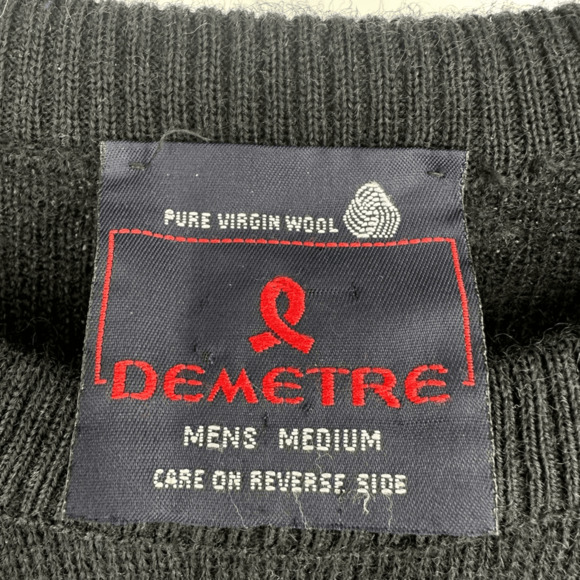 PURE VIRGIN WOOL
DEMETRE
MENS MEDIUM
CARE ON REVERSE SIDE